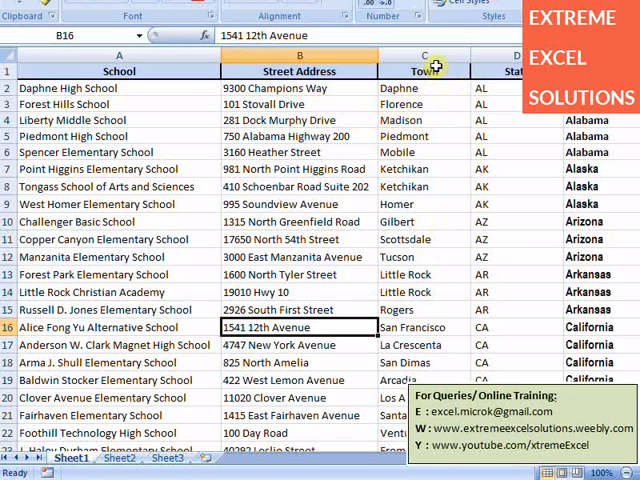 Font
Alignment
Number
Cell Styles
Styles
EXTREME
EXCEL
SOLUTIONS
B16 fx 1541 12th Avenue
A B C D
1 School Street Address Town Stat
2 Daphne High School 9300 Champions Way Daphne AL
3 Forest Hills School 101 Stovall Drive Florence AL
4 Liberty Middle School 281 Dock Murphy Drive Madison AL Alabama
5 Piedmont High School 750 Alabama Highway 200 Piedmont AL Alabama
6 Spencer Elementary School 3160 Heather Street Mobile AL Alabama
7 Point Higgins Elementary School 981 North Point Higgins Road Ketchikan AK Alaska
8 Tongass School of Arts and Sciences 410 Schoenbar Road Suite 202 Ketchikan AK Alaska
9 West Homer Elementary School 995 Soundview Avenue Homer AK Alaska
10 Challenger Basic School 1315 North Greenfield Road Gilbert AZ Arizona
11 Copper Canyon Elementary School 17650 North 54th Street Scottsdale AZ Arizona
12 Manzanita Elementary School 3000 East Manzanita Avenue Tucson AZ Arizona
13 Forest Park Elementary School 1600 North Tyler Street Little Rock AR Arkansas
14 Little Rock Christian Academy 19010 Hwy 10 Little Rock AR Arkansas
15 Russell D. Jones Elementary School 2926 South First Street Rogers AR Arkansas
16 Alice Fong Yu Alternative School 1541 12th Avenue San Francisco CA California
17 Anderson W. Clark Magnet High School 4747 New York Avenue La Crescenta CA California
18 Arma J. Shull Elementary School 825 North Amelia San Dimas CA California
19 Baldwin Stocker Elementary School 422 West Lemon Avenue Arcadia CA California
20 Clover Avenue Elementary School 11020 Clover Avenue Los A
21 Fairhaven Elementary School 1415 East Fairhaven Avenue Santa
22 Foothill Technology High School 100 Day Road Ventu
23 J. Haley Durham Elementary School 40292 Leslie Street From
For Queries/ Online Training:
E : excel.microk@gmail.com
W : www.extremeexcelsolutions.weebly.com
Y : www.youtube.com/xtremeExcel
Sheet1 Sheet2 Sheet3
Ready 100%